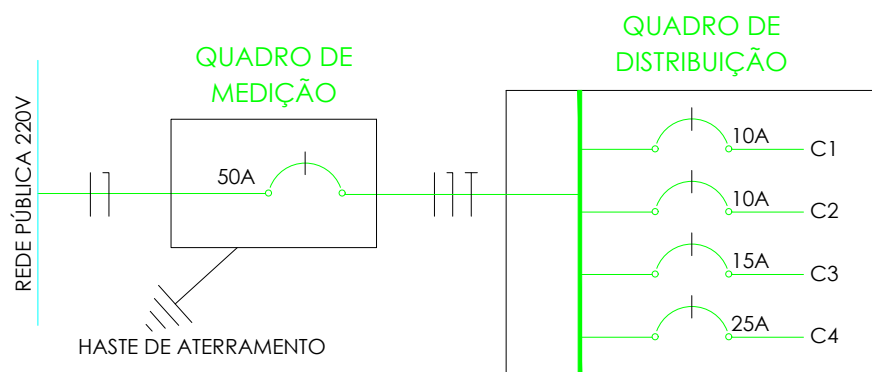 QUADRO DE
MEDIÇÃO
QUADRO DE
DISTRIBUIÇÃO
REDE PÚBLICA 220V
50A
10A
C1
10A
C2
15A
C3
25A
C4
HASTE DE ATERRAMENTO